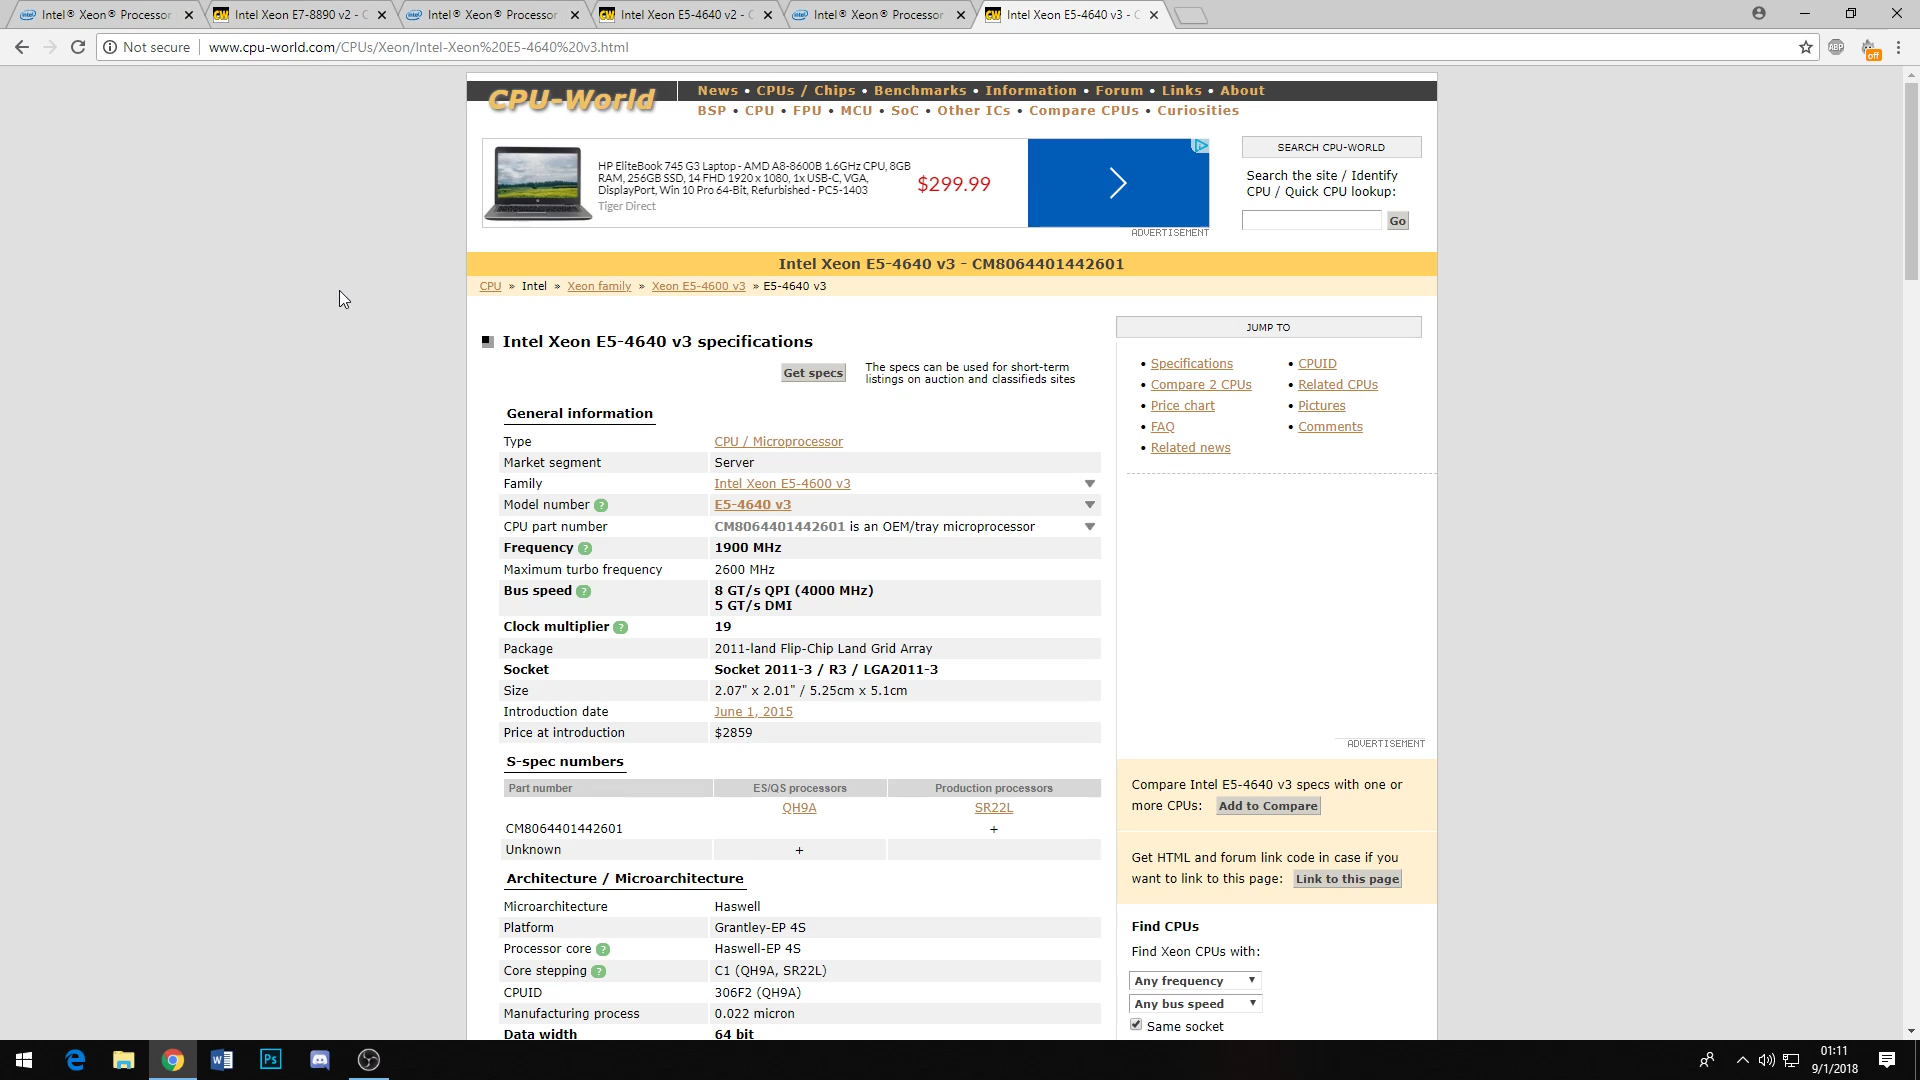 Intel® Xeon® Processor
Intel Xeon E7-8890 v2 - C
Intel® Xeon® Processor
Intel Xeon E5-4640 v2 - C
Intel® Xeon® Processor
Intel Xeon E5-4640 v3 - C
Not secure
www.cpu-world.com/CPUs/Xeon/Intel-Xeon%20E5-4640%20v3.html
ABP
off
CPU-World
News • CPUs / Chips • Benchmarks • Information • Forum • Links • About
BSP • CPU • FPU • MCU • SoC • Other ICs • Compare CPUs • Curiosities
HP EliteBook 745 G3 Laptop - AMD A8-8600B 1.6GHz CPU, 8GB
RAM, 256GB SSD, 14 FHD 1920 x 1080, 1x USB-C, VGA,
DisplayPort, Win 10 Pro 64-Bit, Refurbished - PC5-1403
Tiger Direct
$299.99
ADVERTISEMENT
SEARCH CPU-WORLD
Search the site / Identify
CPU / Quick CPU lookup:
Go
Intel Xeon E5-4640 v3 - CM8064401442601
CPU » Intel » Xeon family » Xeon E5-4600 v3 » E5-4640 v3
Intel Xeon E5-4640 v3 specifications
Get specs
The specs can be used for short-term
listings on auction and classifieds sites
General information
Type CPU / Microprocessor
Market segment Server
Family Intel Xeon E5-4600 v3
Model number ? E5-4640 v3
CPU part number CM8064401442601 is an OEM/tray microprocessor
Frequency ? 1900 MHz
Maximum turbo frequency 2600 MHz
Bus speed ? 8 GT/s QPI (4000 MHz)
5 GT/s DMI
Clock multiplier ? 19
Package 2011-land Flip-Chip Land Grid Array
Socket Socket 2011-3 / R3 / LGA2011-3
Size 2.07" x 2.01" / 5.25cm x 5.1cm
Introduction date June 1, 2015
Price at introduction $2859
S-spec numbers
Part number ES/QS processors Production processors
QH9A SR22L
CM8064401442601 +
Unknown +
Architecture / Microarchitecture
Microarchitecture Haswell
Platform Grantley-EP 4S
Processor core ? Haswell-EP 4S
Core stepping ? C1 (QH9A, SR22L)
CPUID 306F2 (QH9A)
Manufacturing process 0.022 micron
Data width 64 bit
JUMP TO
• Specifications • CPUID
• Compare 2 CPUs • Related CPUs
• Price chart • Pictures
• FAQ • Comments
• Related news
ADVERTISEMENT
Compare Intel E5-4640 v3 specs with one or
more CPUs: Add to Compare
Get HTML and forum link code in case if you
want to link to this page: Link to this page
Find CPUs
Find Xeon CPUs with:
Any frequency
Any bus speed
Same socket
Ps
01:11
9/1/2018